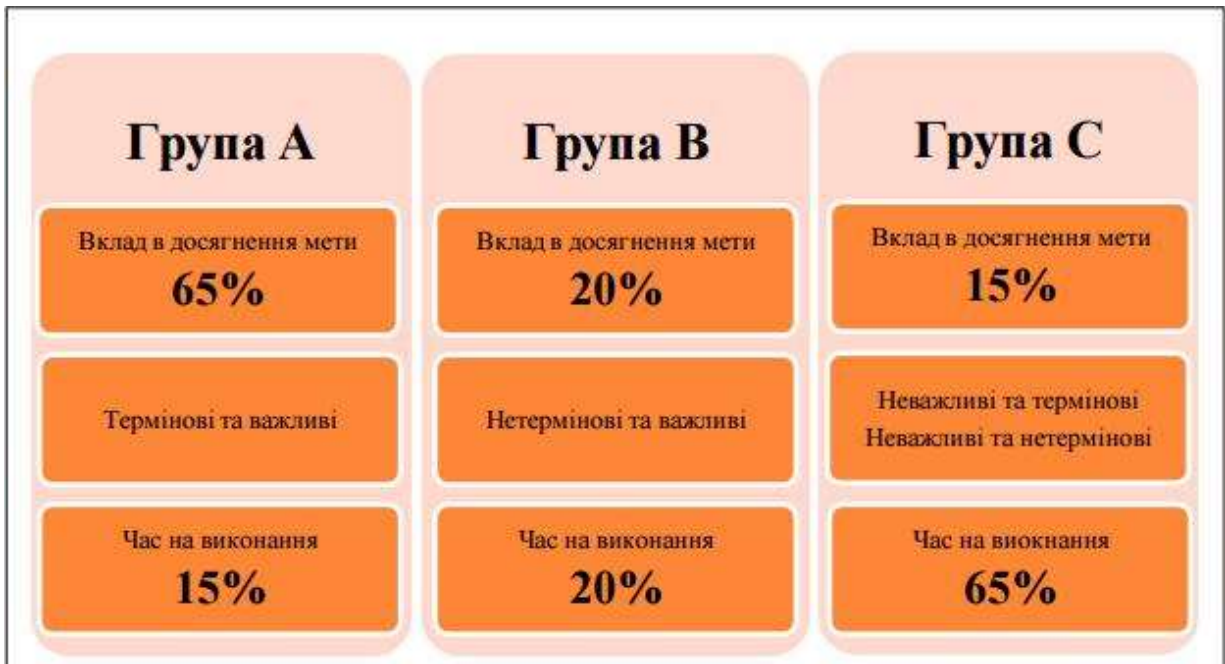 Група А
Вклад в досягнення мети
65%
Термінові та важливі
Час на виконання
15%
Група В
Вклад в досягнення мети
20%
Нетермінові та важливі
Час на виконання
20%
Група С
Вклад в досягнення мети
15%
Неважливі та термінові
Неважливі та нетермінові
Час на виокнання
65%